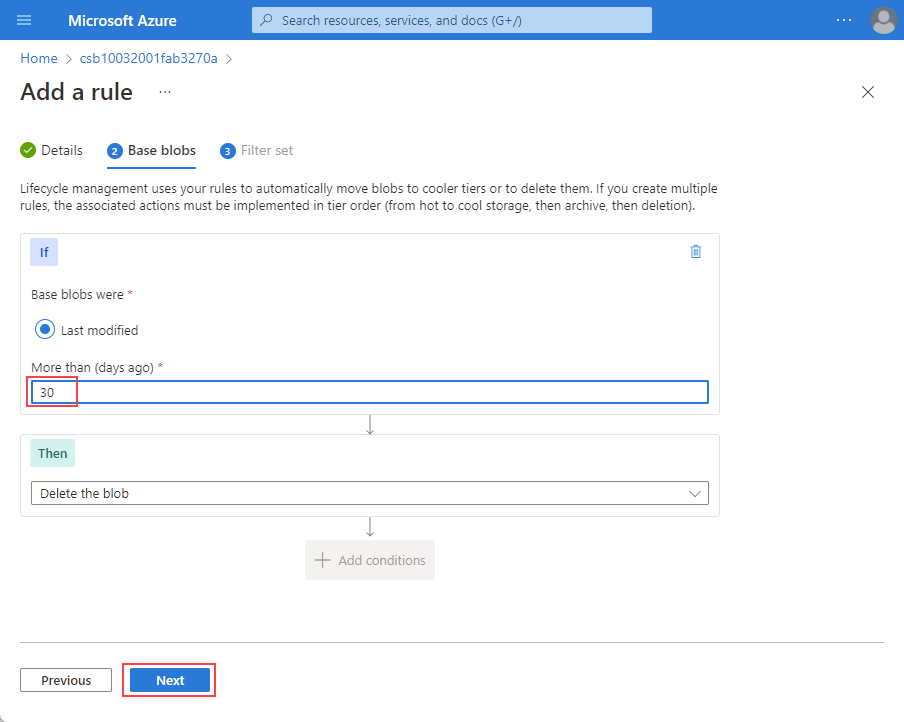 Microsoft Azure
Search resources, services, and docs (G+/)
...
Home > csb10032001fab3270a >
Add a rule ...
Details
2 Base blobs
3 Filter set
Lifecycle management uses your rules to automatically move blobs to cooler tiers or to delete them. If you create multiple
rules, the associated actions must be implemented in tier order (from hot to cool storage, then archive, then deletion).
If
Base blobs were *
Last modified
More than (days ago) *
30
Then
Delete the blob
Add conditions
Previous
Next